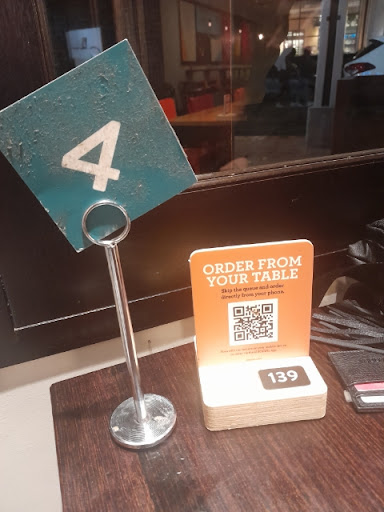 4
ORDER FROM
YOUR TABLE
Skip the queue and order
directly from your phone.
139